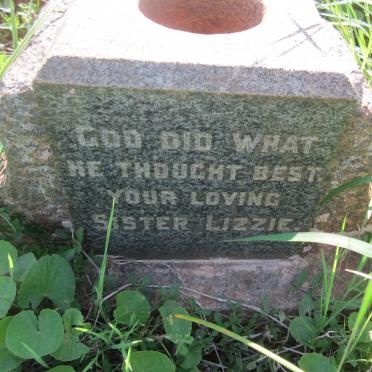 GOD DID WHAT
HE THOUGHT BEST.
YOUR LOVING
SISTER LIZZIE